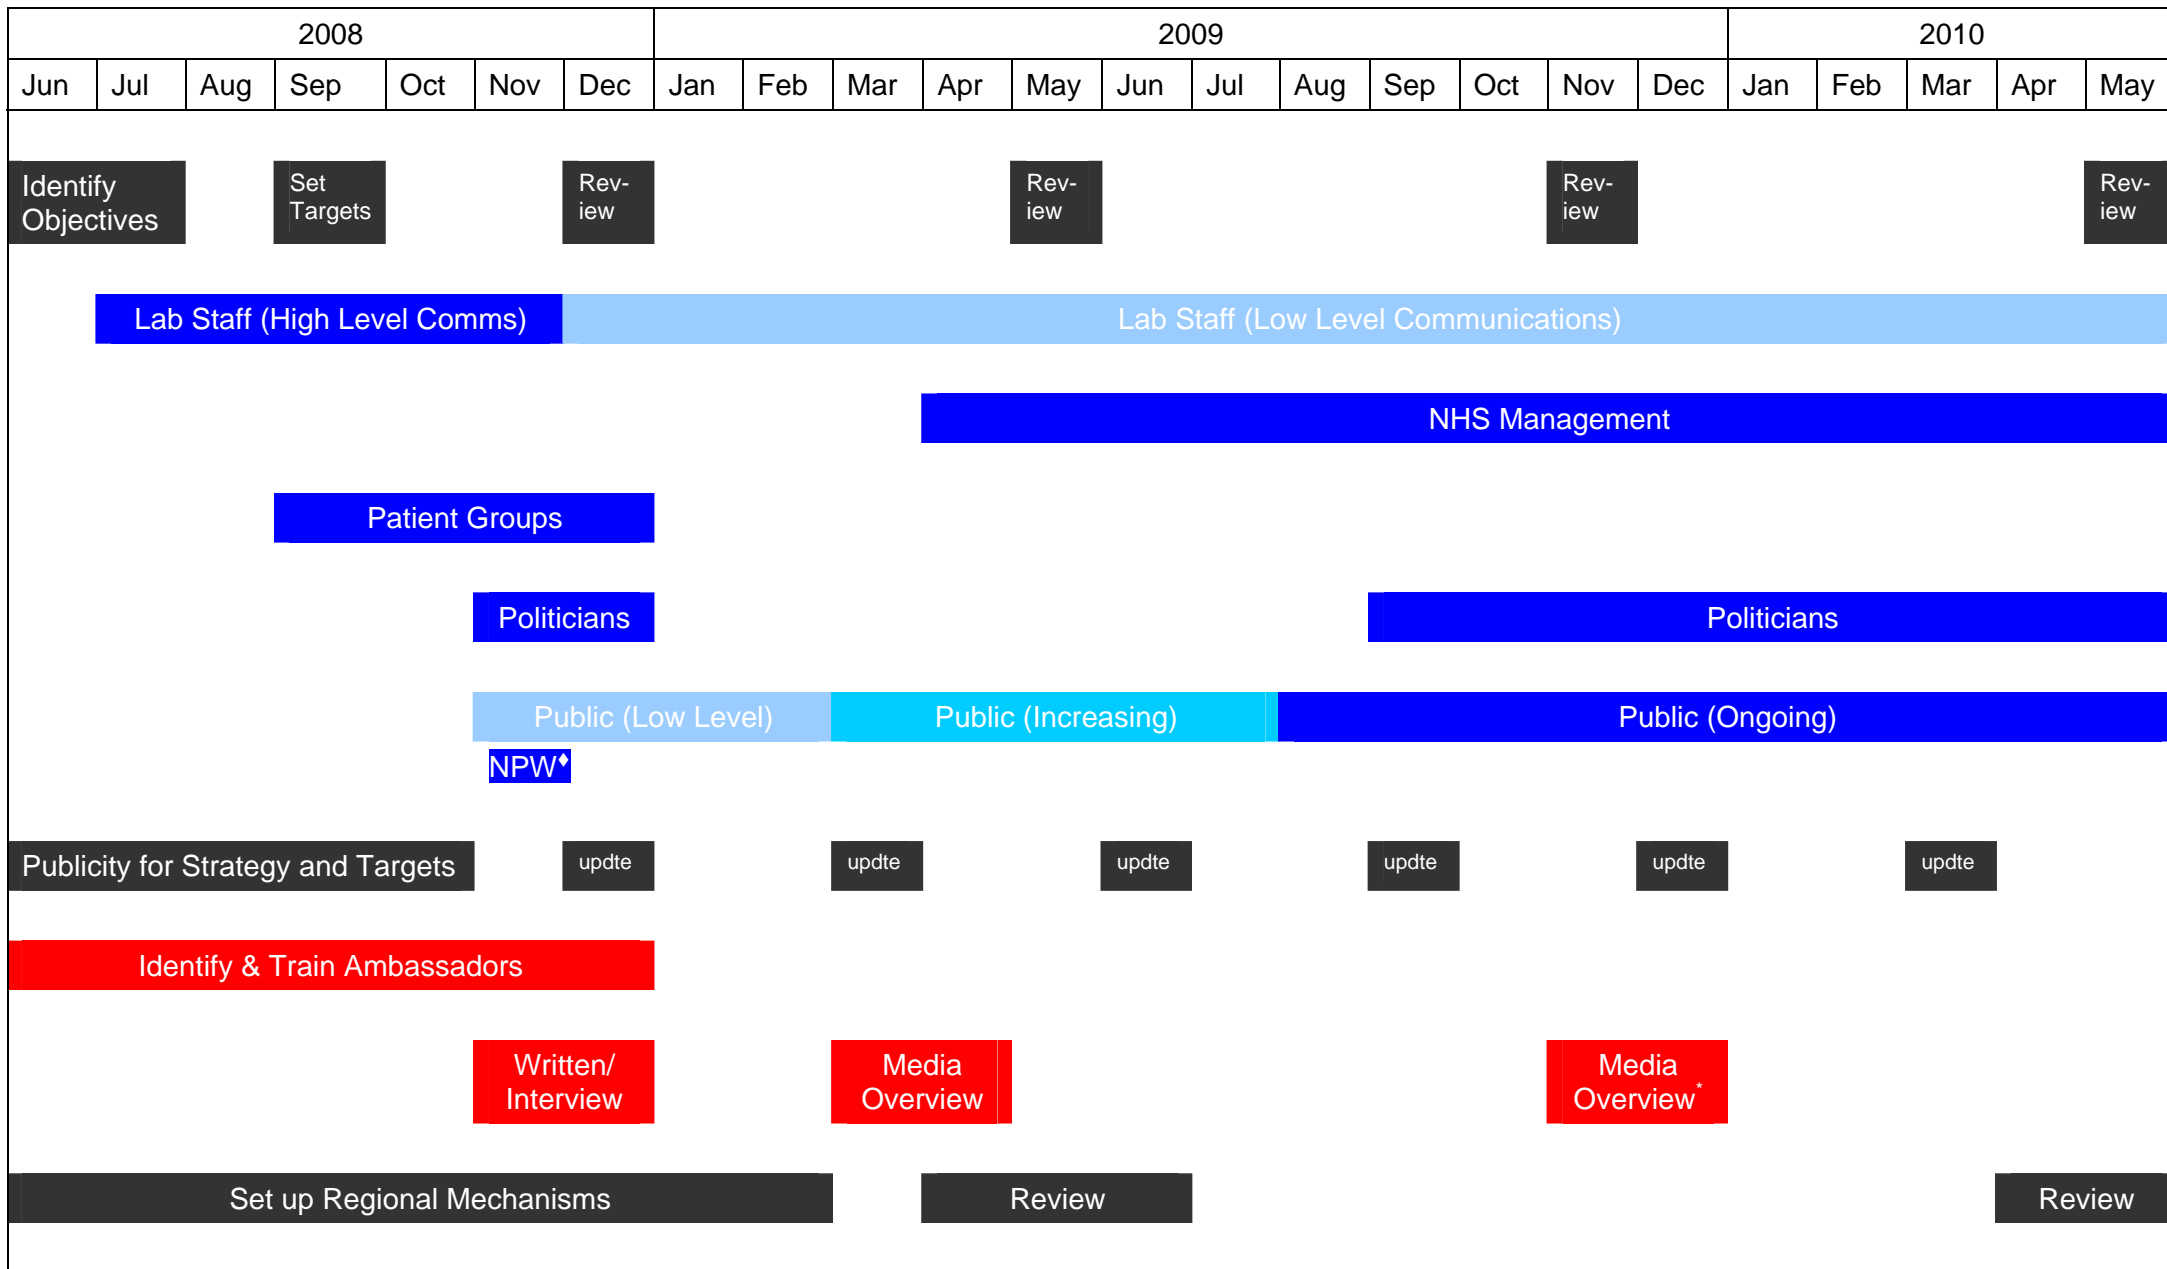 2008 2009 2010
Jun Jul Aug Sep Oct Nov Dec Jan Feb Mar Apr May Jun Jul Aug Sep Oct Nov Dec Jan Feb Mar Apr May
Identify
Objectives
Set
Targets
Rev-
iew
Rev-
iew
Rev-
iew
Rev-
iew
Lab Staff (High Level Comms) Lab Staff (Low Level Communications)
NHS Management
Patient Groups
Politicians Politicians
Public (Low Level) Public (Increasing) Public (Ongoing)
NPW♦
Publicity for Strategy and Targets updte updte updte updte updte updte
Identify & Train Ambassadors
Written/
Interview
Media
Overview
Media
Overview*
Set up Regional Mechanisms Review Review